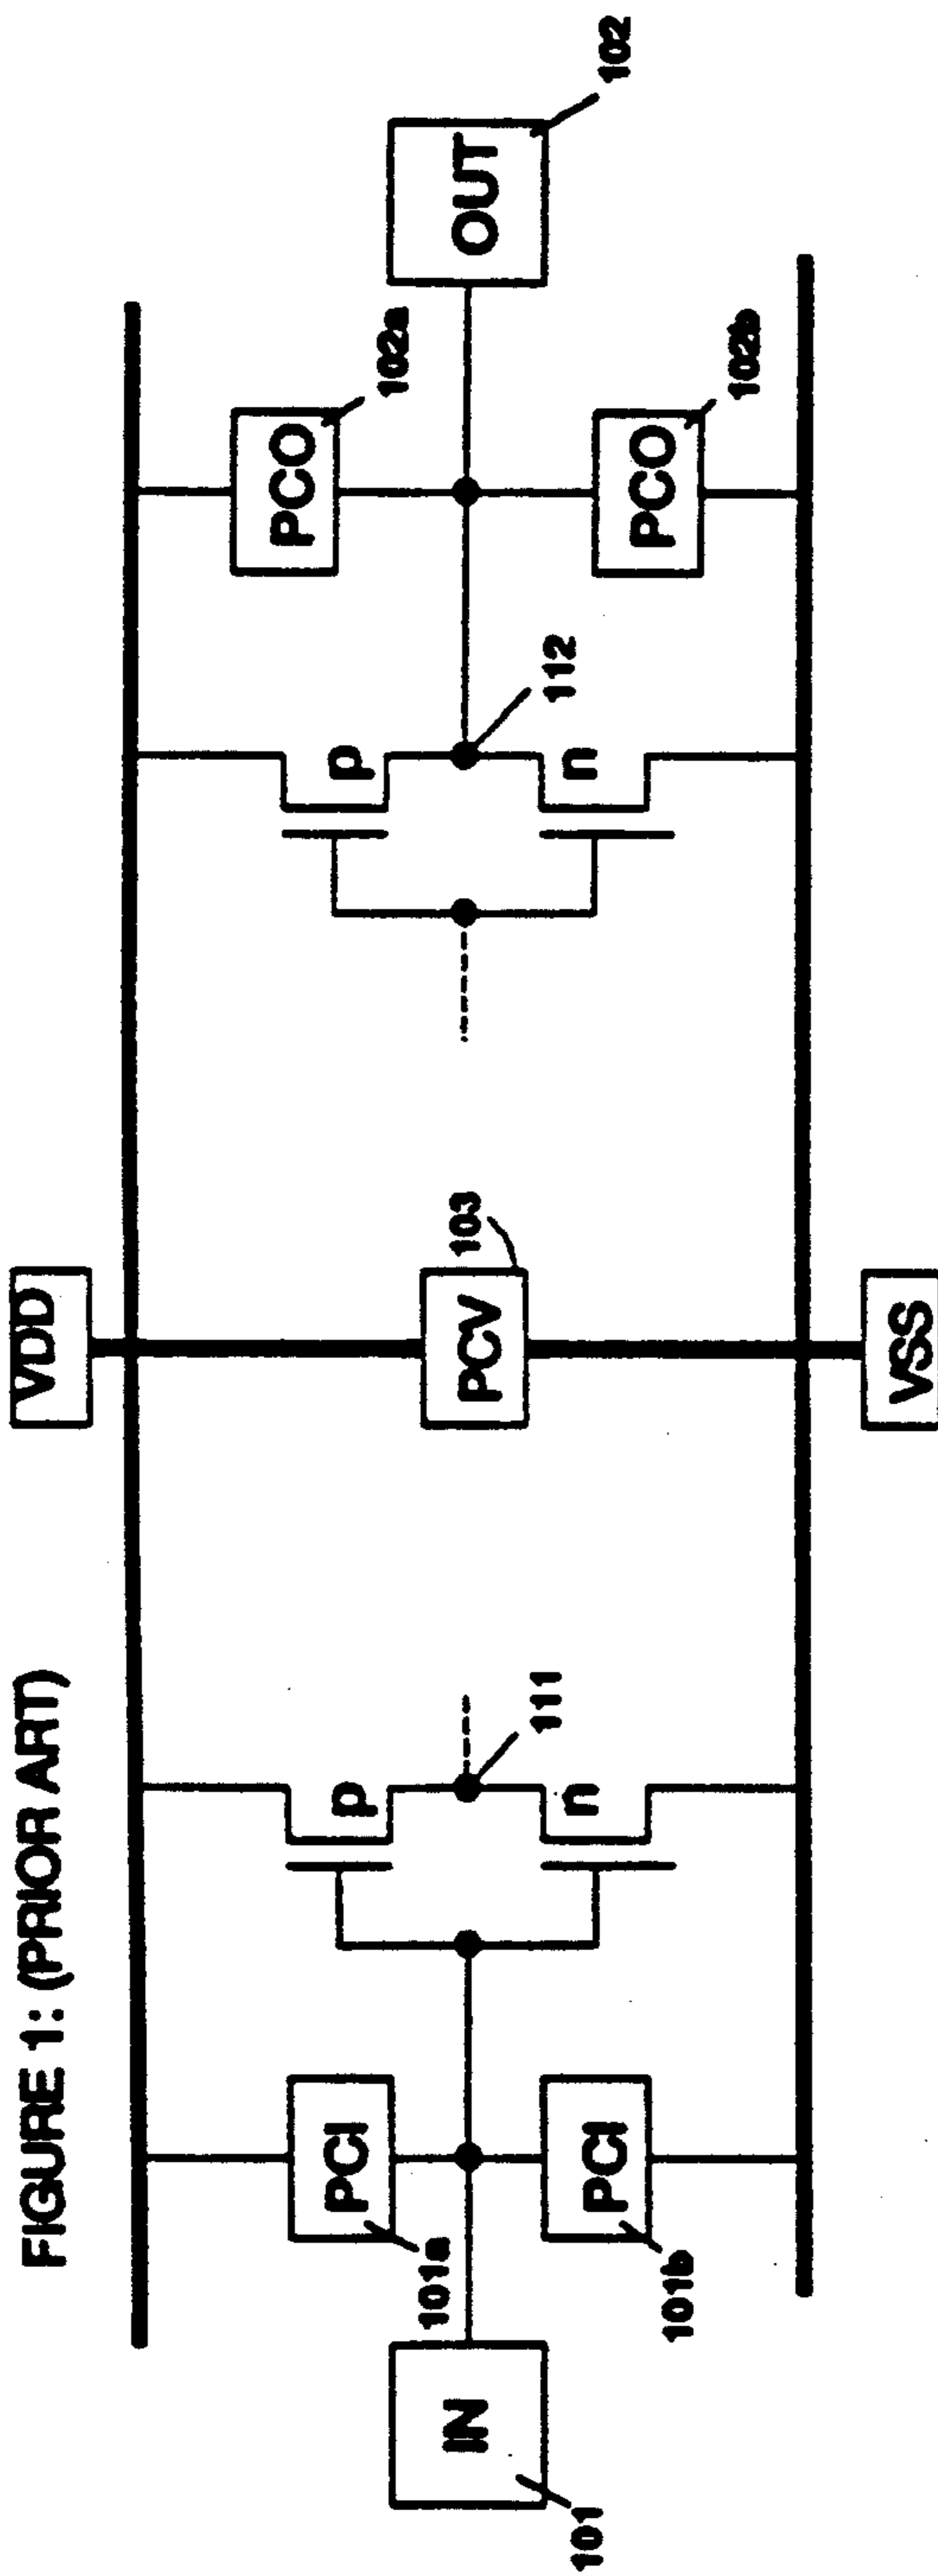 FIGURE 1: (PRIOR ART)
VDD
PCI
101a
p
p
PCO
102a
IN
101
111
PCV
103
112
OUT
102
PCI
101b
n
n
PCO
102b
VSS